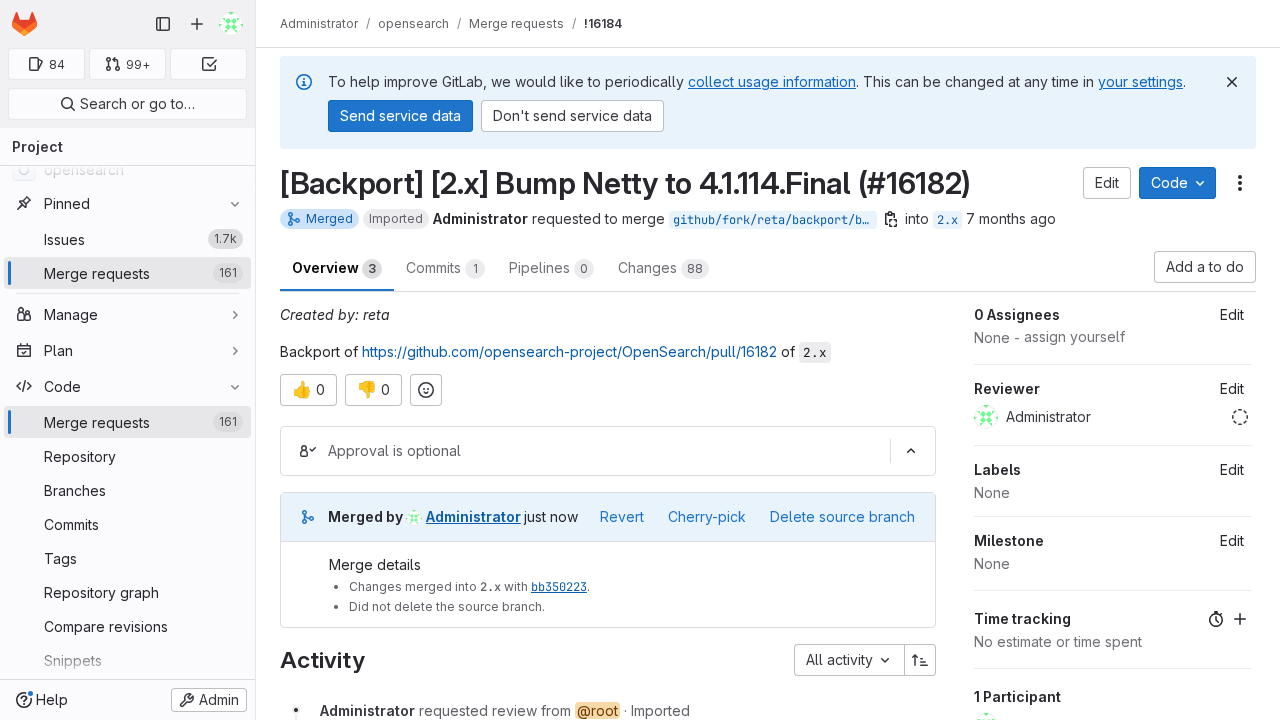 Administrator / opensearch / Merge requests / !16184
84
99+
Search or go to…
Project
opensearch
Pinned
Issues 1.7k
Merge requests 161
Manage
Plan
Code
Merge requests 161
Repository
Branches
Commits
Tags
Repository graph
Compare revisions
Snippets
Help
Admin
To help improve GitLab, we would like to periodically collect usage information. This can be changed at any time in your settings.
Send service data
Don't send service data
[Backport] [2.x] Bump Netty to 4.1.114.Final (#16182)
Edit
Code
Merged Imported Administrator requested to merge github/fork/reta/backport/b… into 2.x 7 months ago
Overview 3
Commits 1
Pipelines 0
Changes 88
Add a to do
Created by: reta
Backport of https://github.com/opensearch-project/OpenSearch/pull/16182 of 2.x
👍 0
👎 0
Approval is optional
Merged by Administrator just now
Revert
Cherry-pick
Delete source branch
Merge details
Changes merged into 2.x with bb350223.
Did not delete the source branch.
Activity
All activity
Administrator requested review from @root · Imported
0 Assignees
Edit
None - assign yourself
Reviewer
Edit
Administrator
Labels
Edit
None
Milestone
Edit
None
Time tracking
No estimate or time spent
1 Participant